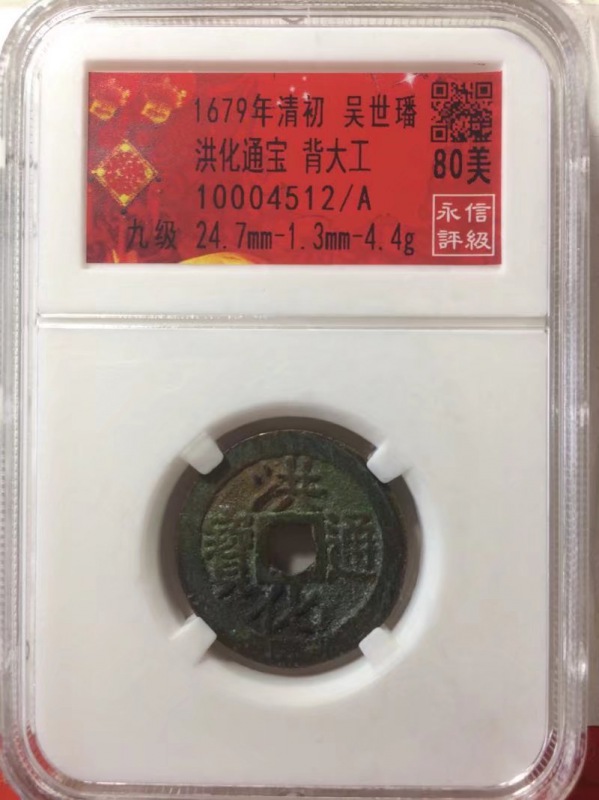 1679年清初 吴世璠
洪化通宝 背大工
80美
10004512/A
九级 24.7mm-1.3mm-4.4g
永信
評級
洪化通寶